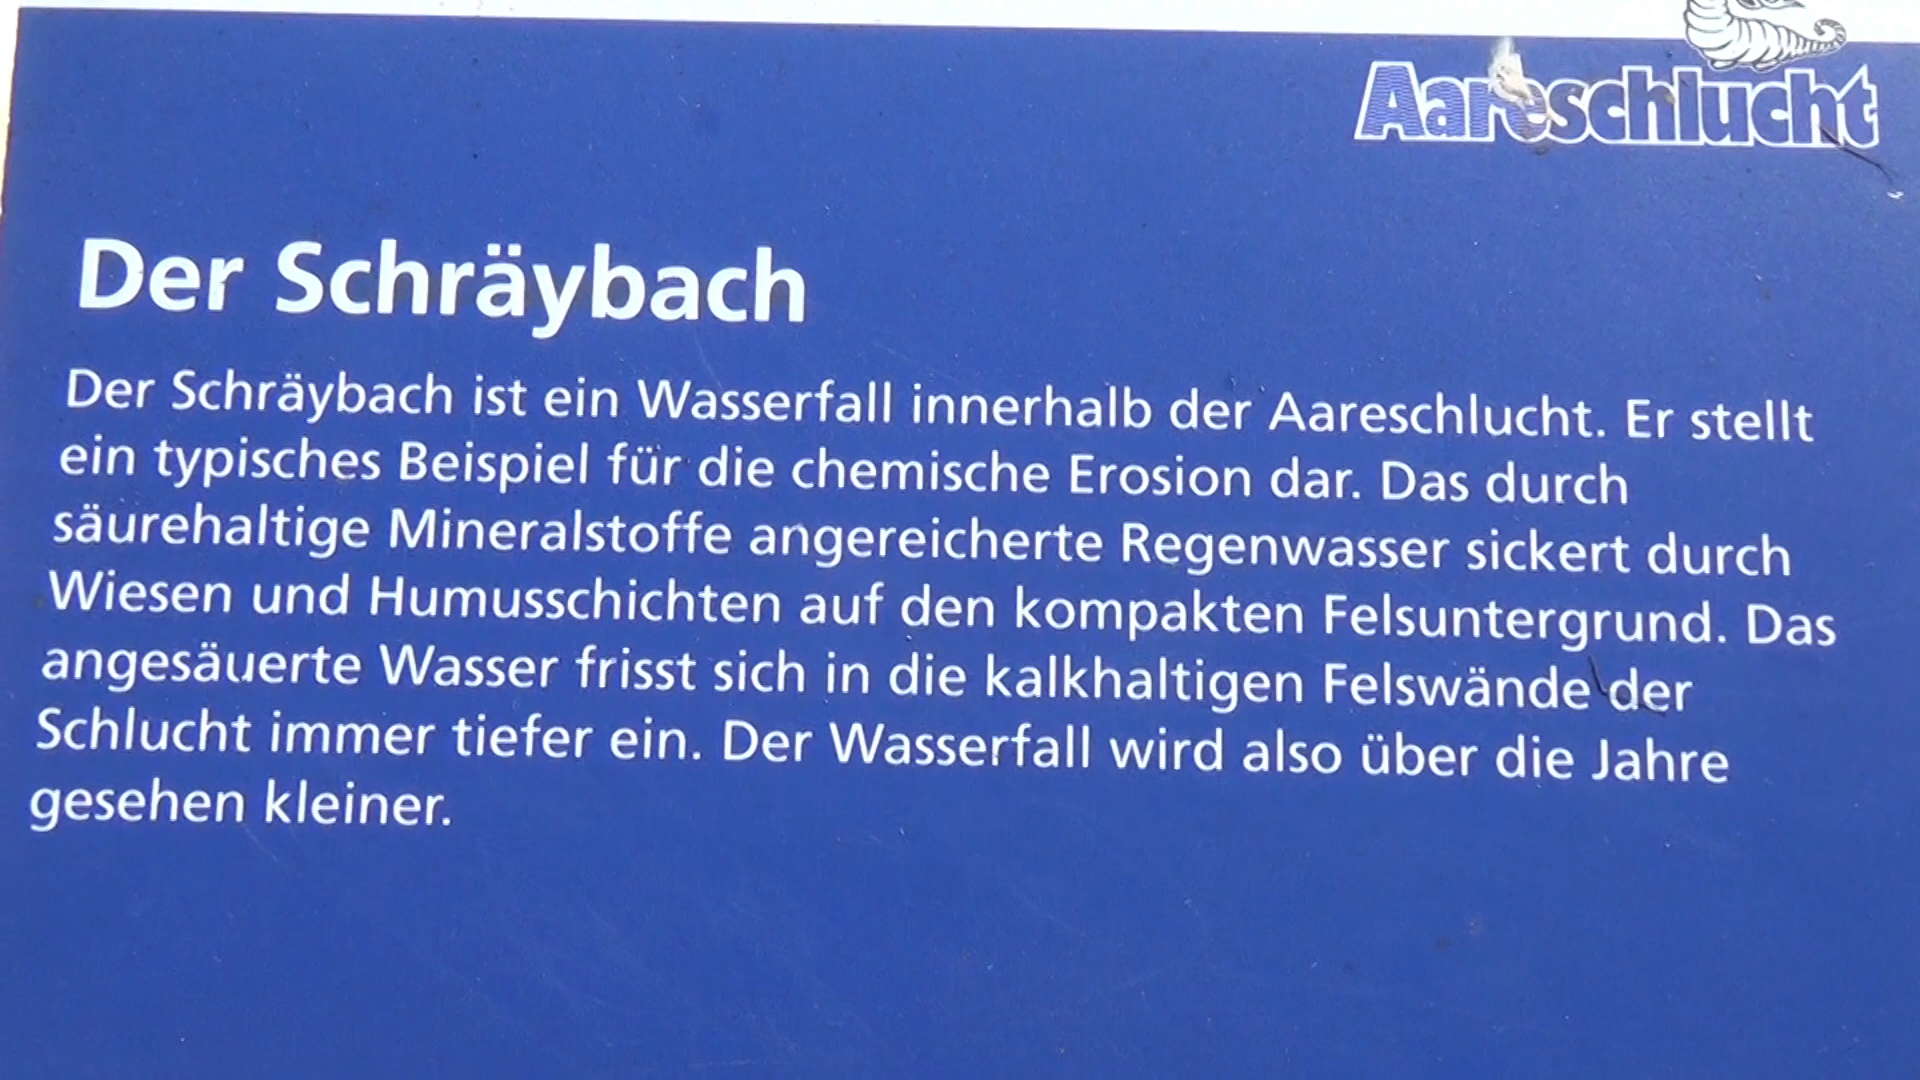 Aareschlucht
Der Schräybach
Der Schräybach ist ein Wasserfall innerhalb der Aareschlucht. Er stellt
ein typisches Beispiel für die chemische Erosion dar. Das durch
säurehaltige Mineralstoffe angereicherte Regenwasser sickert durch
Wiesen und Humusschichten auf den kompakten Felsuntergrund. Das
angesäuerte Wasser frisst sich in die kalkhaltigen Felswände der
Schlucht immer tiefer ein. Der Wasserfall wird also über die Jahre
gesehen kleiner.